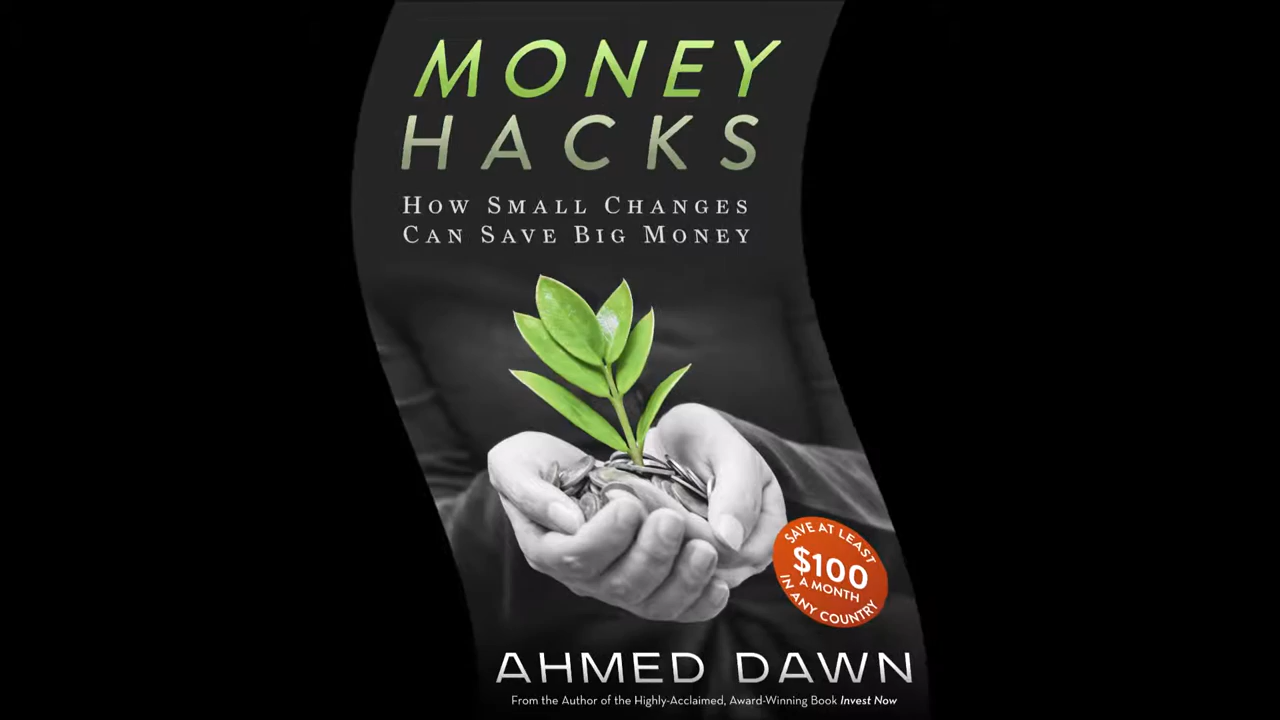 MONEY
HACKS
HOW SMALL CHANGES
CAN SAVE BIG MONEY
SAVE AT LEAST
$100
A MONTH
IN ANY COUNTRY
AHMED DAWN
From the Author of the Highly-Acclaimed, Award-Winning Book Invest Now